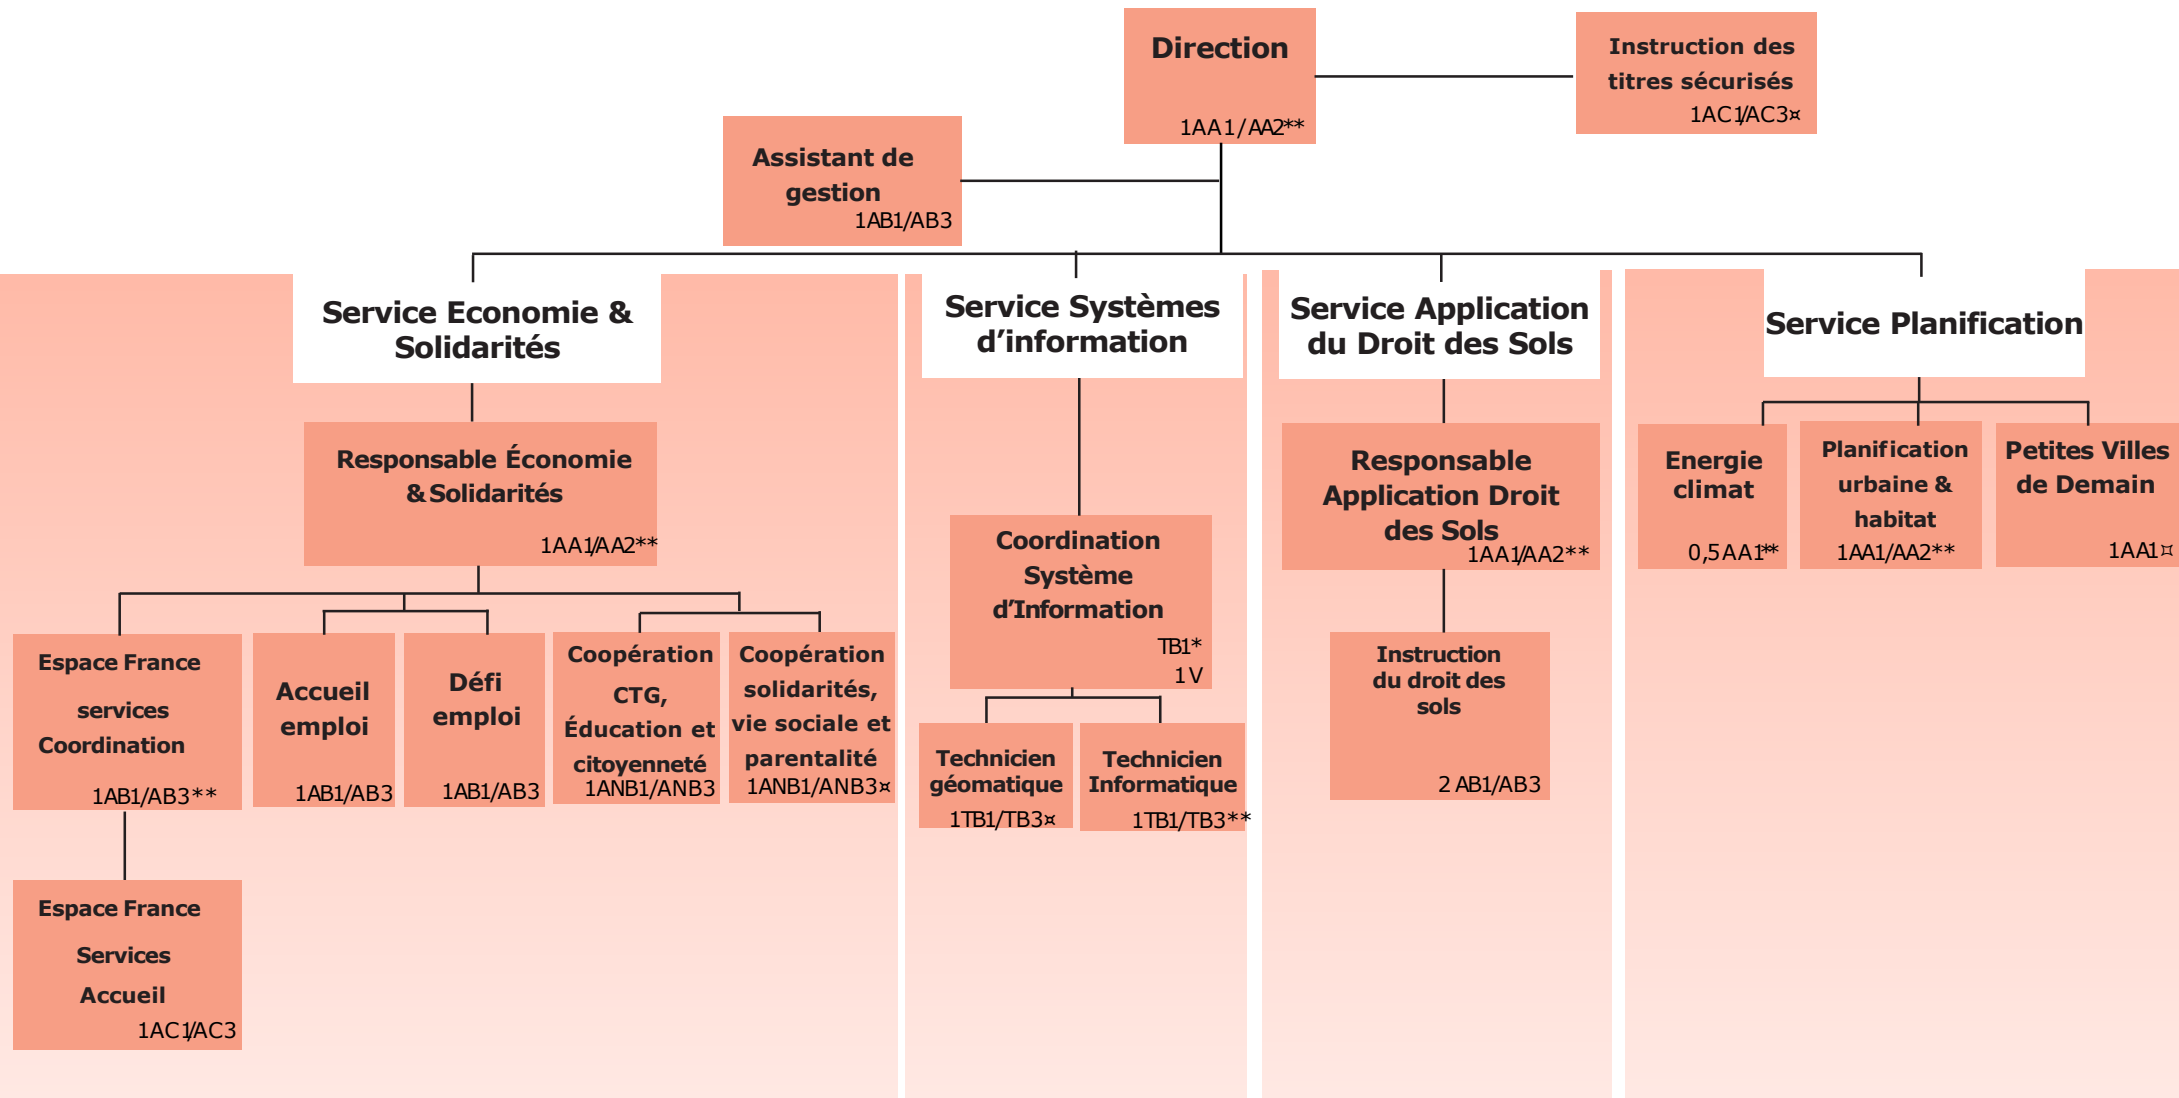 Direction
1AA1/AA2**
Instruction des
titres sécurisés
1AC1/AC3¤
Assistant de
gestion
1AB1/AB3
Service Economie &
Solidarités
Responsable Économie
& Solidarités
1AA1/AA2**
Espace France
services
Coordination
1AB1/AB3**
Accueil
emploi
1AB1/AB3
Défi
emploi
1AB1/AB3
Coopération
CTG,
Éducation et
citoyenneté
1ANB1/ANB3
Coopération
solidarités,
vie sociale et
parentalité
1ANB1/ANB3¤
Espace France
Services
Accueil
1AC1/AC3
Service Systèmes
d’information
Coordination
Système
d’Information
TB1*
1 V
Technicien
géomatique
1TB1/TB3¤
Technicien
Informatique
1TB1/TB3**
Service Application
du Droit des Sols
Responsable
Application Droit
des Sols
1AA1/AA2**
Instruction
du droit des
sols
2 AB1/AB3
Service Planification
Energie
climat
0,5 AA1**
Planification
urbaine &
habitat
1AA1/AA2**
Petites Villes
de Demain
1AA1¤